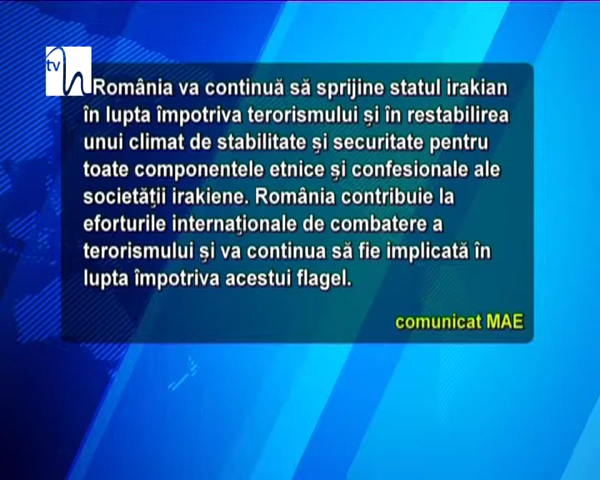 tv h
România va continuă să sprijine statul irakian
în lupta împotriva terorismului și în restabilirea
unui climat de stabilitate și securitate pentru
toate componentele etnice și confesionale ale
societății irakiene. România contribuie la
eforturile internaționale de combatere a
terorismului și va continua să fie implicată în
lupta împotriva acestui flagel.
comunicat MAE